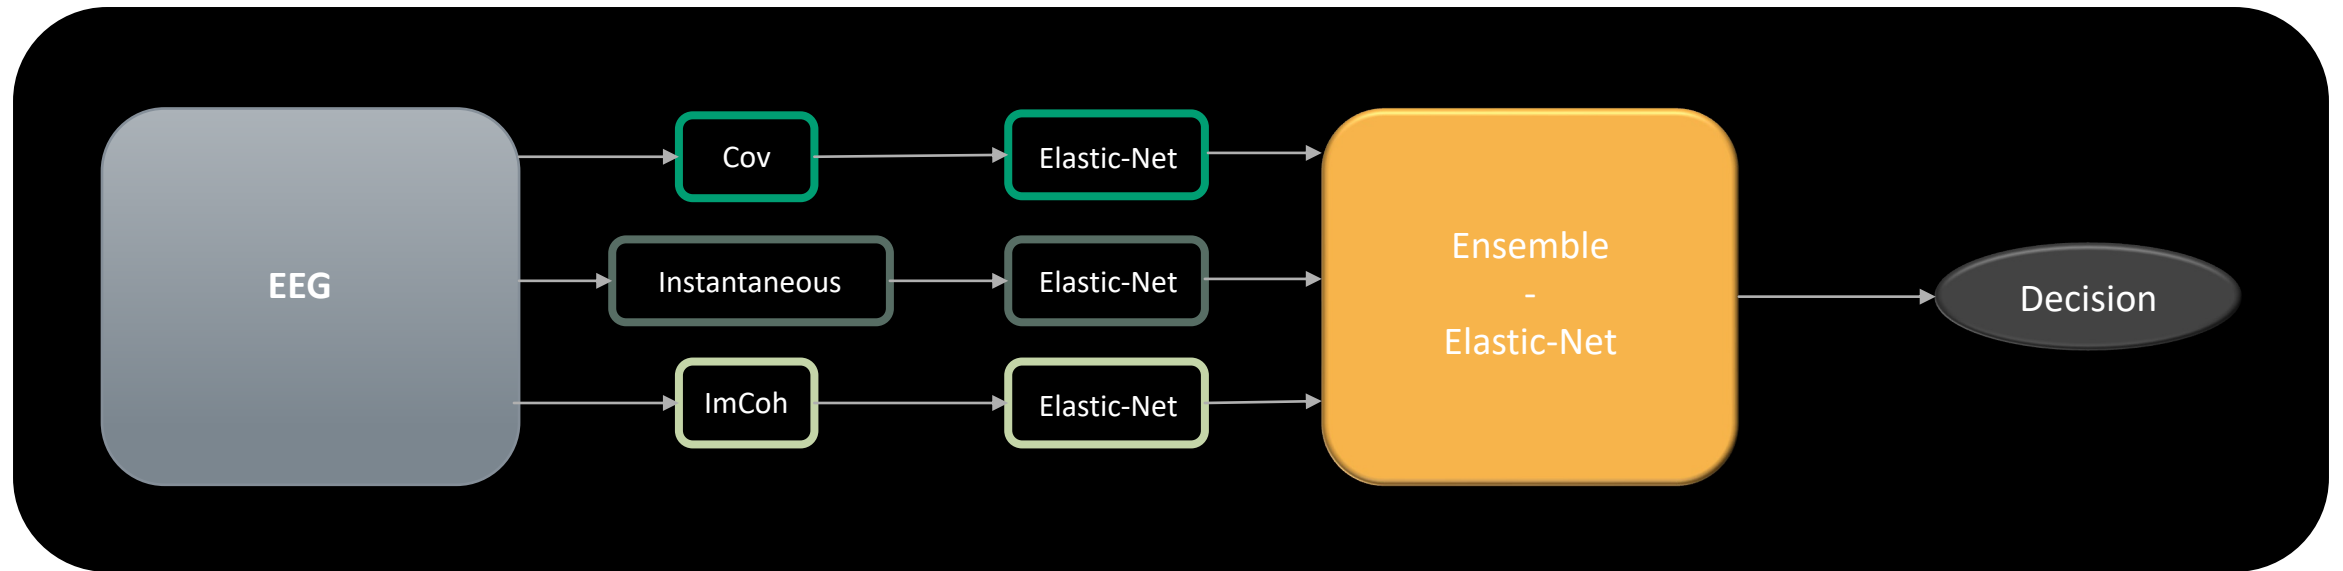 EEG
Cov
Elastic-Net
Instantaneous
Elastic-Net
ImCoh
Elastic-Net
Ensemble
-
Elastic-Net
Decision